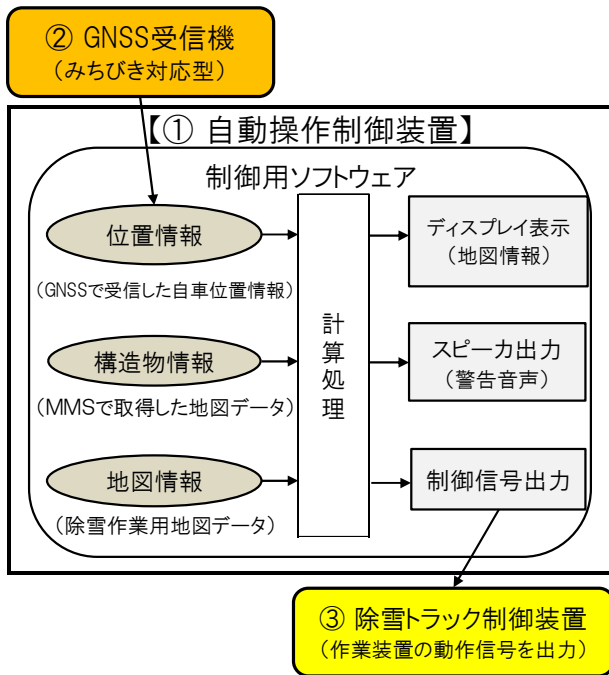 ② GNSS受信機
(みちびき対応型)
【① 自動操作制御装置】
制御用ソフトウェア
位置情報
(GNSSで受信した自車位置情報)
構造物情報
(MMSで取得した地図データ)
地図情報
(除雪作業用地図データ)
計算処理
ディスプレイ表示
(地図情報)
スピーカ出力
(警告音声)
制御信号出力
③ 除雪トラック制御装置
(作業装置の動作信号を出力)